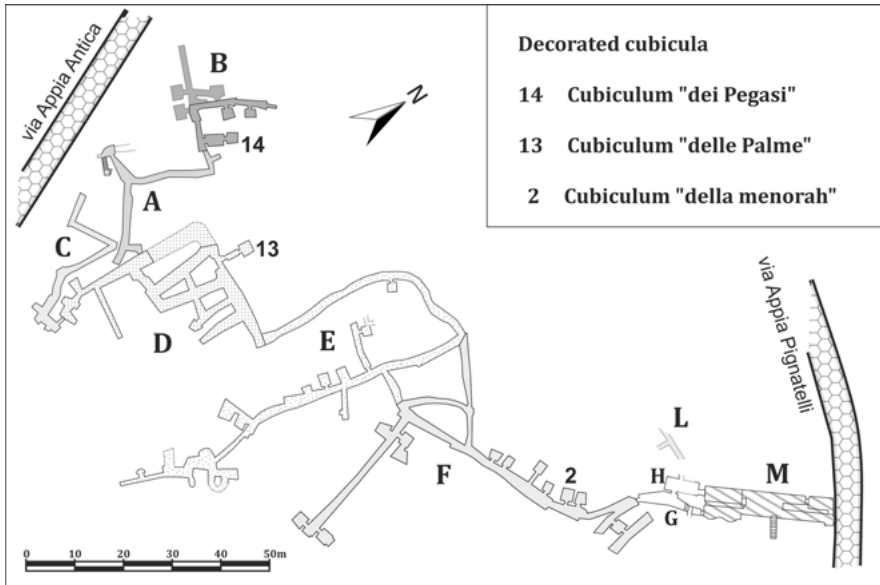 via Appia Antica
B
N
Decorated cubicula
14 Cubiculum "dei Pegasi"
13 Cubiculum "delle Palme"
2 Cubiculum "della menorah"
14
A
C
13
D
E
via Appia Pignatelli
L
F
2
H
M
G
0 10 20 30 40 50m